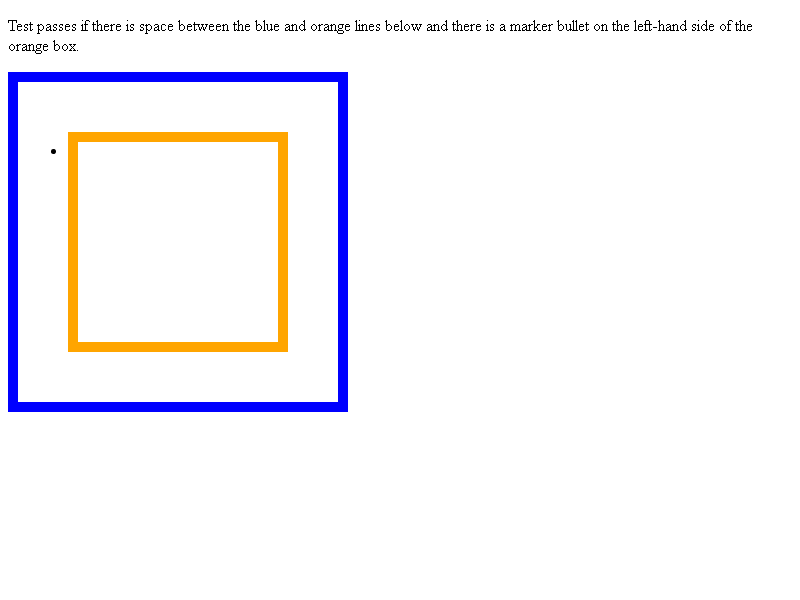 Test passes if there is space between the blue and orange lines below and there is a marker bullet on the left-hand side of the
orange box.